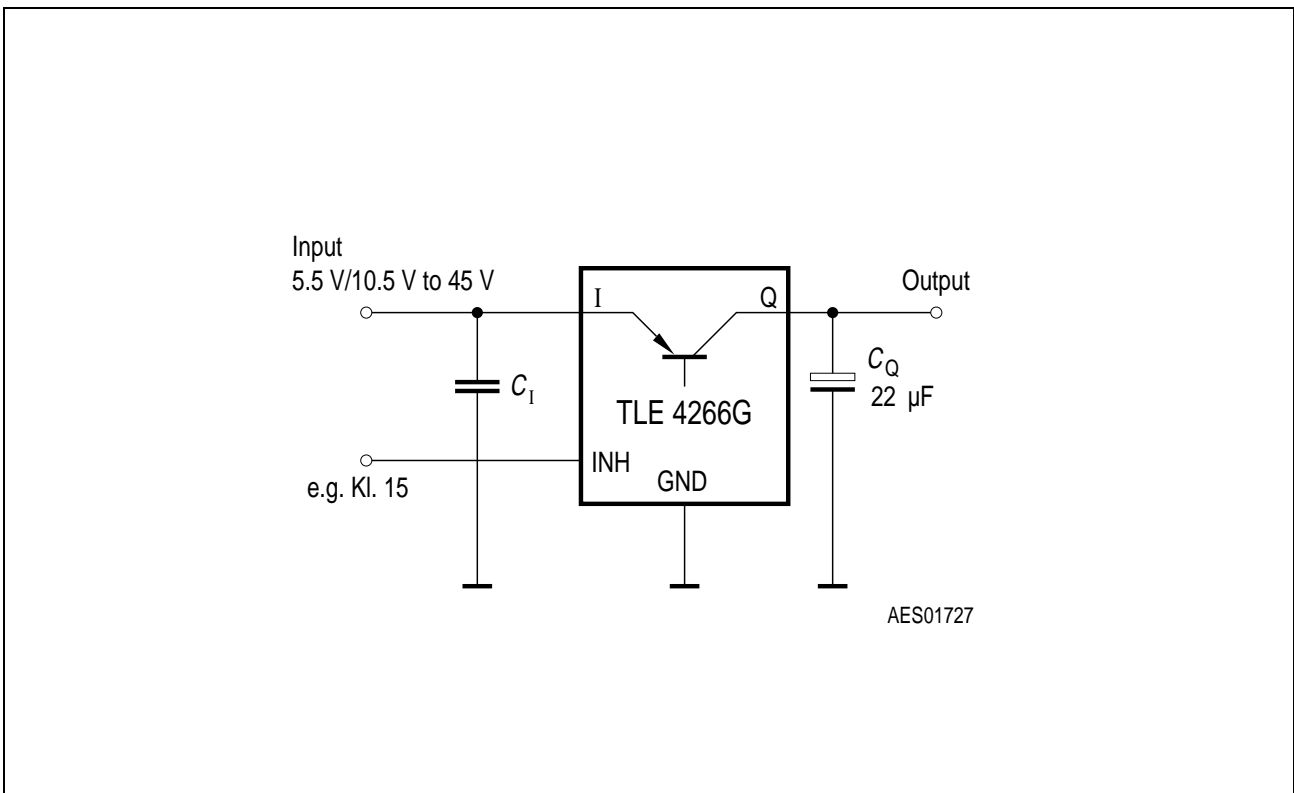 Input
5.5 V/10.5 V to 45 V
I
Q
Output
C_I
C_Q
22 µF
TLE 4266G
INH
GND
e.g. Kl. 15
AES01727